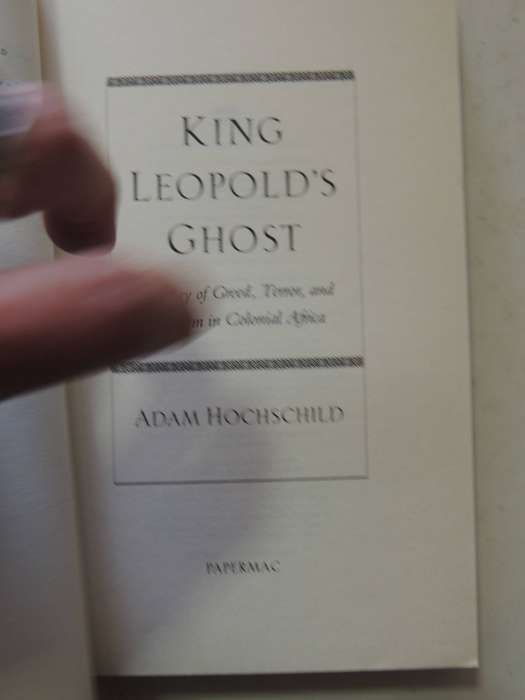 KING
LEOPOLD'S
GHOST
of Greed, Terror, and
in Colonial Africa
ADAM HOCHSCHILD
PAPERMAC